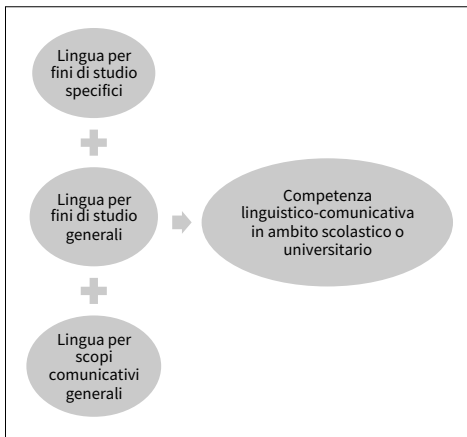 Lingua per
fini di studio
specifici
Lingua per
fini di studio
generali
Competenza
linguistico-comunicativa
in ambito scolastico o
universitario
Lingua per
scopi
comunicativi
generali